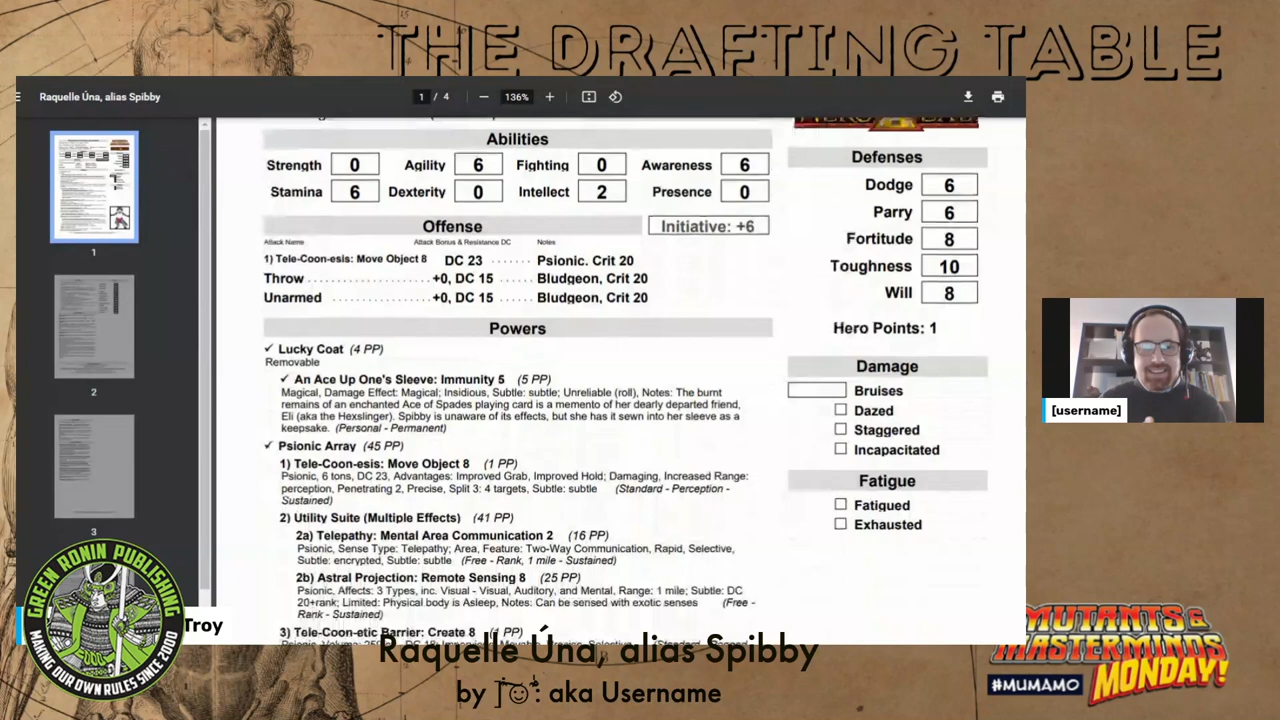 THE DRAFTING TABLE
Raquelle Úna, alias Spibby
1 / 4
136%
Abilities
Strength 0 Agility 6 Fighting 0 Awareness 6
Stamina 6 Dexterity 0 Intellect 2 Presence 0
Offense
Initiative: +6
Attack Name Attack Bonus & Resistance DC Notes
1) Tele-Coon-esis: Move Object 8 DC 23 ....... Psionic. Crit 20
Throw ........................... +0, DC 15 ...... Bludgeon, Crit 20
Unarmed ...................... +0, DC 15 ...... Bludgeon, Crit 20
Powers
✓ Lucky Coat (4 PP)
Removable
✓ An Ace Up One's Sleeve: Immunity 5 (5 PP)
Magical, Damage Effect: Magical; Insidious, Subtle: subtle; Unreliable (roll), Notes: The burnt
remains of an enchanted Ace of Spades playing card is a memento of her dearly departed friend,
Eli (aka the Hexslinger). Spibby is unaware of its effects, but she has it sewn into her sleeve as a
keepsake. (Personal - Permanent)
✓ Psionic Array (45 PP)
1) Tele-Coon-esis: Move Object 8 (1 PP)
Psionic, 6 tons, DC 23, Advantages: Improved Grab, Improved Hold; Damaging, Increased Range:
perception, Penetrating 2, Precise, Split 3: 4 targets, Subtle: subtle (Standard - Perception -
Sustained)
2) Utility Suite (Multiple Effects) (41 PP)
2a) Telepathy: Mental Area Communication 2 (16 PP)
Psionic, Sense Type: Telepathy; Area, Feature: Two-Way Communication, Rapid, Selective,
Subtle: encrypted, Subtle: subtle (Free - Rank, 1 mile - Sustained)
2b) Astral Projection: Remote Sensing 8 (25 PP)
Psionic, Affects: 3 Types, inc. Visual - Visual, Auditory, and Mental, Range: 1 mile; Subtle: DC
20+rank; Limited: Physical body is Asleep, Notes: Can be sensed with exotic senses (Free -
Rank - Sustained)
3) Tele-Coon-etic Barrier: Create 8 (1 PP)
Defenses
Dodge 6
Parry 6
Fortitude 8
Toughness 10
Will 8
Hero Points: 1
Damage
Bruises
Dazed
Staggered
Incapacitated
Fatigue
Fatigued
Exhausted
1
2
3
[username]
GREEN RONIN PUBLISHING
MAKING OUR OWN RULES SINCE 2000
Troy
Raquelle Úna, alias Spibby
aka Username
MUTANTS &
MASTERMINDS
MONDAY!
#MUMAMO